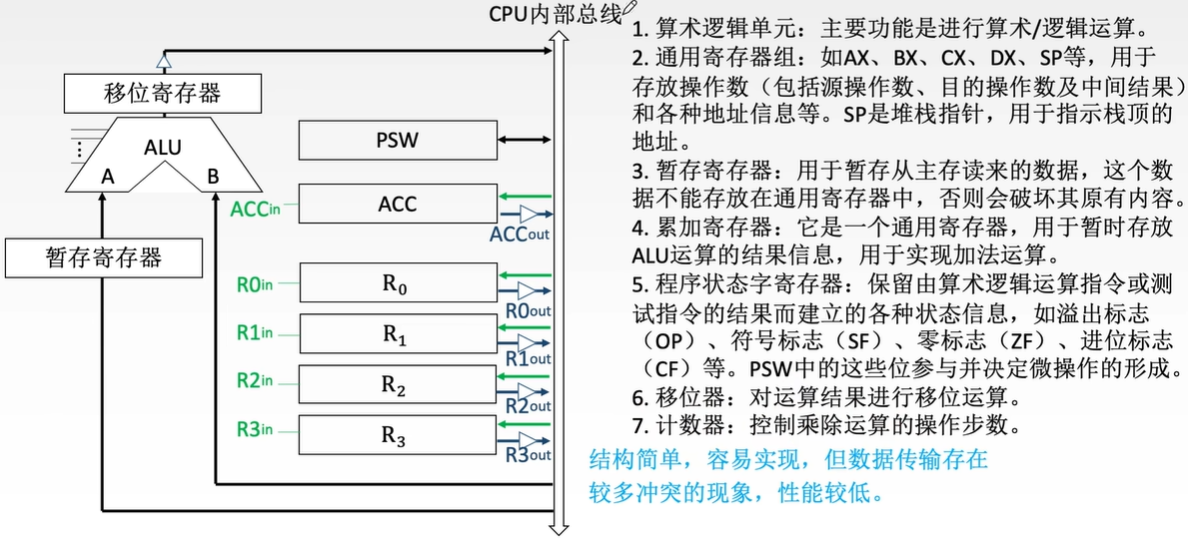 CPU内部总线
移位寄存器
ALU
A
B
暂存寄存器
PSW
ACCin
ACC
ACCout
R0in
R₀
R0out
R1in
R₁
R1out
R2in
R₂
R2out
R3in
R₃
R3out
1. 算术逻辑单元：主要功能是进行算术/逻辑运算。
2. 通用寄存器组：如AX、BX、CX、DX、SP等，用于
存放操作数（包括源操作数、目的操作数及中间结果）
和各种地址信息等。SP是堆栈指针，用于指示栈顶的
地址。
3. 暂存寄存器：用于暂存从主存读来的数据，这个数
据不能存放在通用寄存器中，否则会破坏其原有内容。
4. 累加寄存器：它是一个通用寄存器，用于暂时存放
ALU运算的结果信息，用于实现加法运算。
5. 程序状态字寄存器：保留由算术逻辑运算指令或测
试指令的结果而建立的各种状态信息，如溢出标志
（OP）、符号标志（SF）、零标志（ZF）、进位标志
（CF）等。PSW中的这些位参与并决定微操作的形成。
6. 移位器：对运算结果进行移位运算。
7. 计数器：控制乘除运算的操作步数。
结构简单，容易实现，但数据传输存在
较多冲突的现象，性能较低。